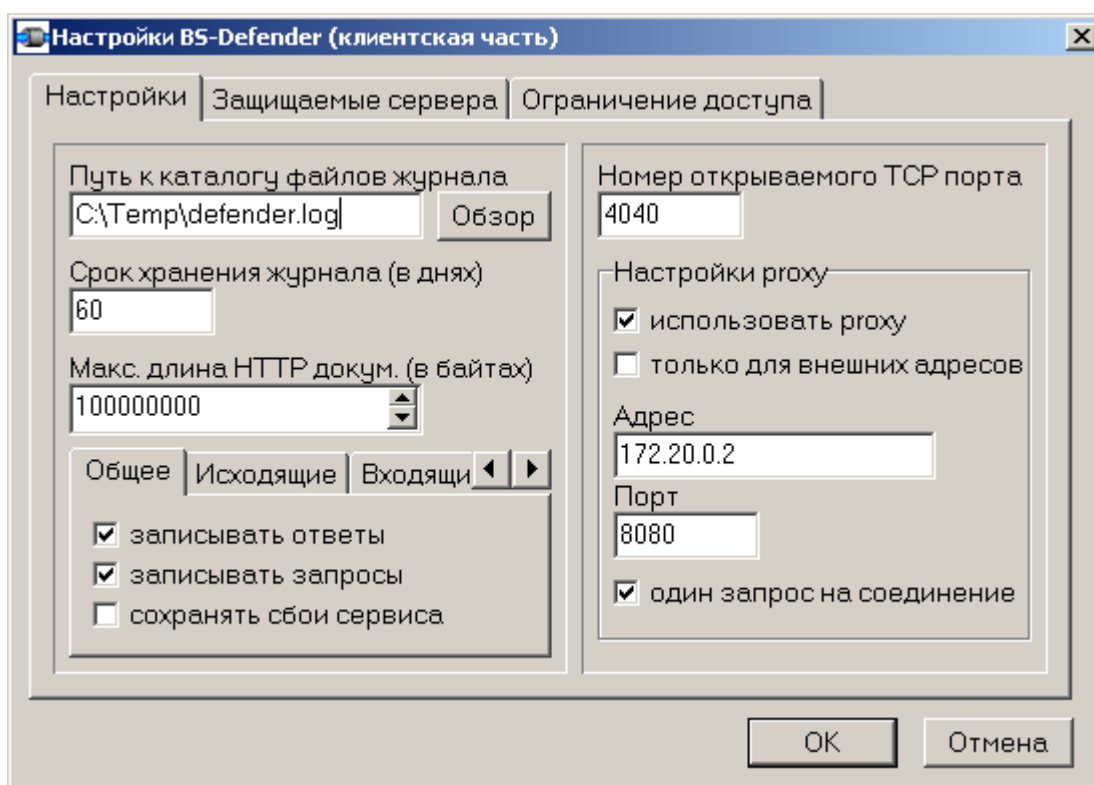 Настройки BS-Defender (клиентская часть)
Настройки
Защищаемые сервера
Ограничение доступа
Путь к каталогу файлов журнала
C:\Temp\defender.log
Обзор
Срок хранения журнала (в днях)
60
Макс. длина HTTP докум. (в байтах)
100000000
Общее
Исходящие
Входящи
записывать ответы
записывать запросы
сохранять сбои сервиса
Номер открываемого TCP порта
4040
Настройки proxy
использовать proxy
только для внешних адресов
Адрес
172.20.0.2
Порт
8080
один запрос на соединение
OK
Отмена